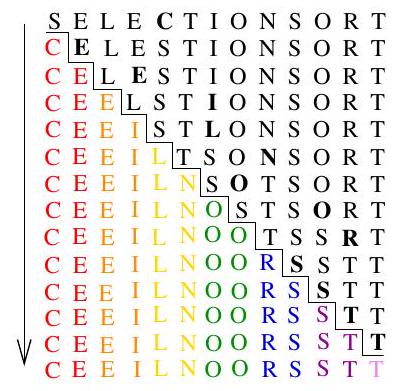 S E L E C T I O N S O R T
C E L E S T I O N S O R T
C E L E S T I O N S O R T
C E E L S T I O N S O R T
C E E I S T L O N S O R T
C E E I L T S O N S O R T
C E E I L N S O T S O R T
C E E I L N O S T S O R T
C E E I L N O O T S S R T
C E E I L N O O R S S T T
C E E I L N O O R S S T T
C E E I L N O O R S S T T
C E E I L N O O R S S T T
C E E I L N O O R S S T T